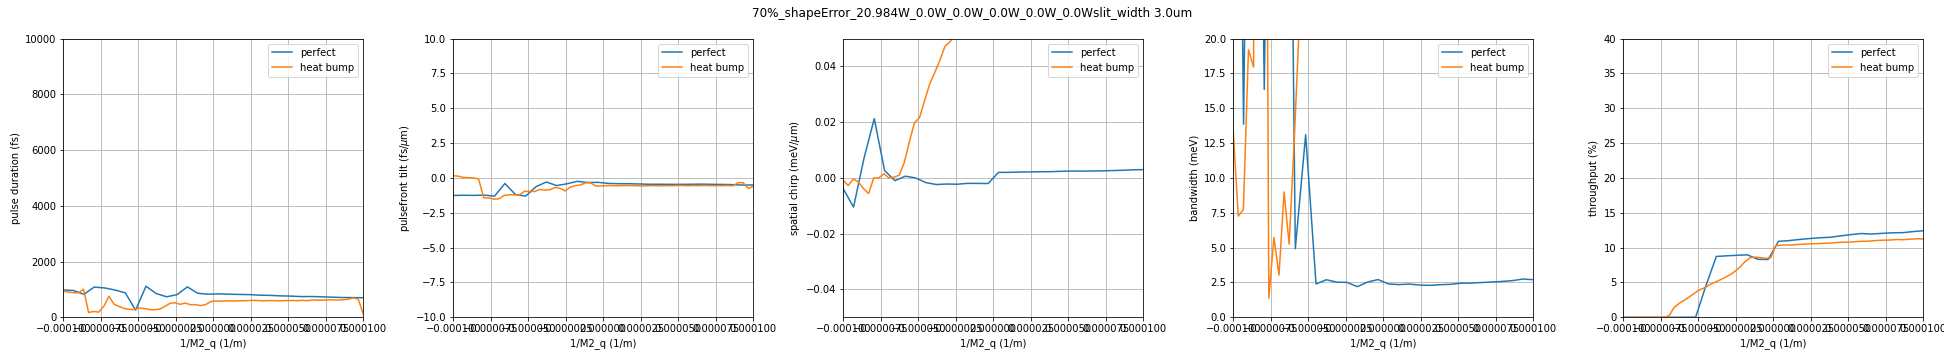 70%_shapeError_20.984W_0.0W_0.0W_0.0W_0.0W_0.0Wslit_width 3.0um
pulse duration (fs)
10000
8000
6000
4000
2000
0
perfect
heat bump
1/M2_q (1/m)
pulsefront tilt (fs/μm)
10.0
7.5
5.0
2.5
0.0
−2.5
−5.0
−7.5
−10.0
perfect
heat bump
1/M2_q (1/m)
spatial chirp (meV/μm)
0.04
0.02
0.00
−0.02
−0.04
perfect
heat bump
1/M2_q (1/m)
bandwidth (meV)
20.0
17.5
15.0
12.5
10.0
7.5
5.0
2.5
0.0
perfect
heat bump
1/M2_q (1/m)
throughput (%)
40
35
30
25
20
15
10
5
0
perfect
heat bump
1/M2_q (1/m)